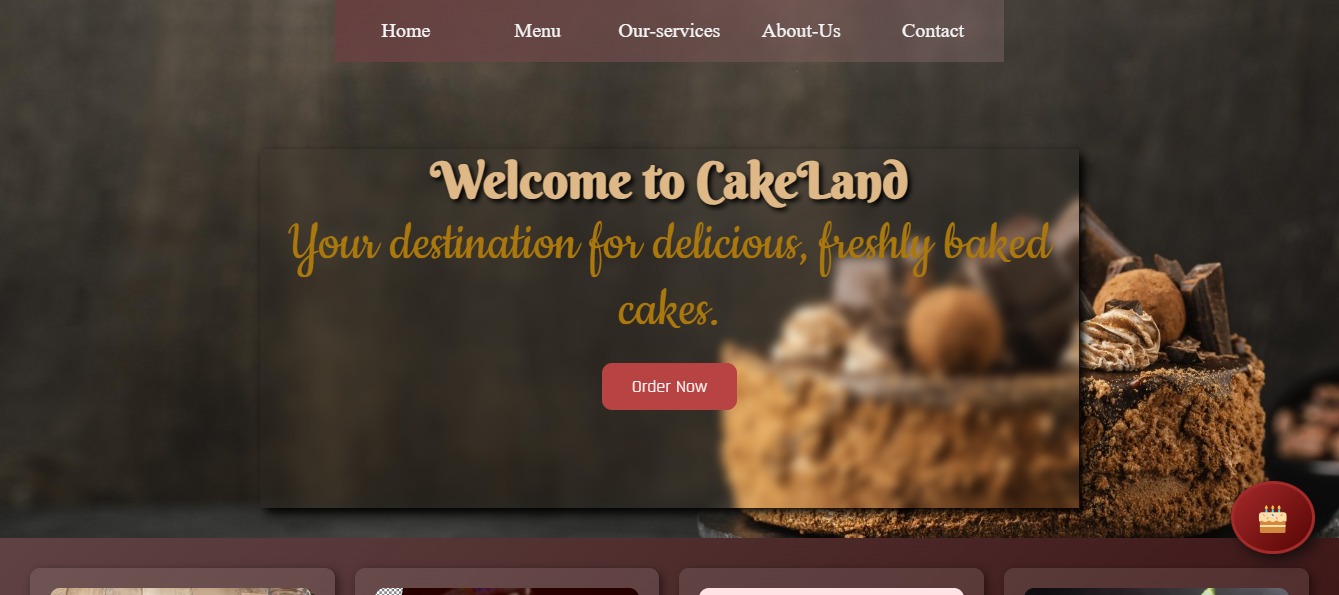 Home Menu Our-services About-Us Contact
Welcome to CakeLand
Your destination for delicious, freshly baked
cakes.
Order Now